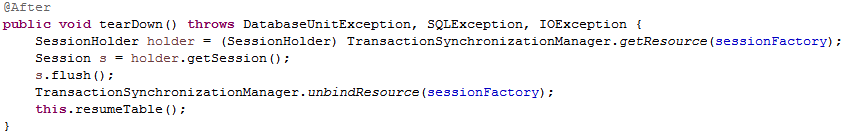 @After
public void tearDown() throws DatabaseUnitException, SQLException, IOException {
    SessionHolder holder = (SessionHolder) TransactionSynchronizationManager.getResource(sessionFactory);
    Session s = holder.getSession();
    s.flush();
    TransactionSynchronizationManager.unbindResource(sessionFactory);
    this.resumeTable();
}